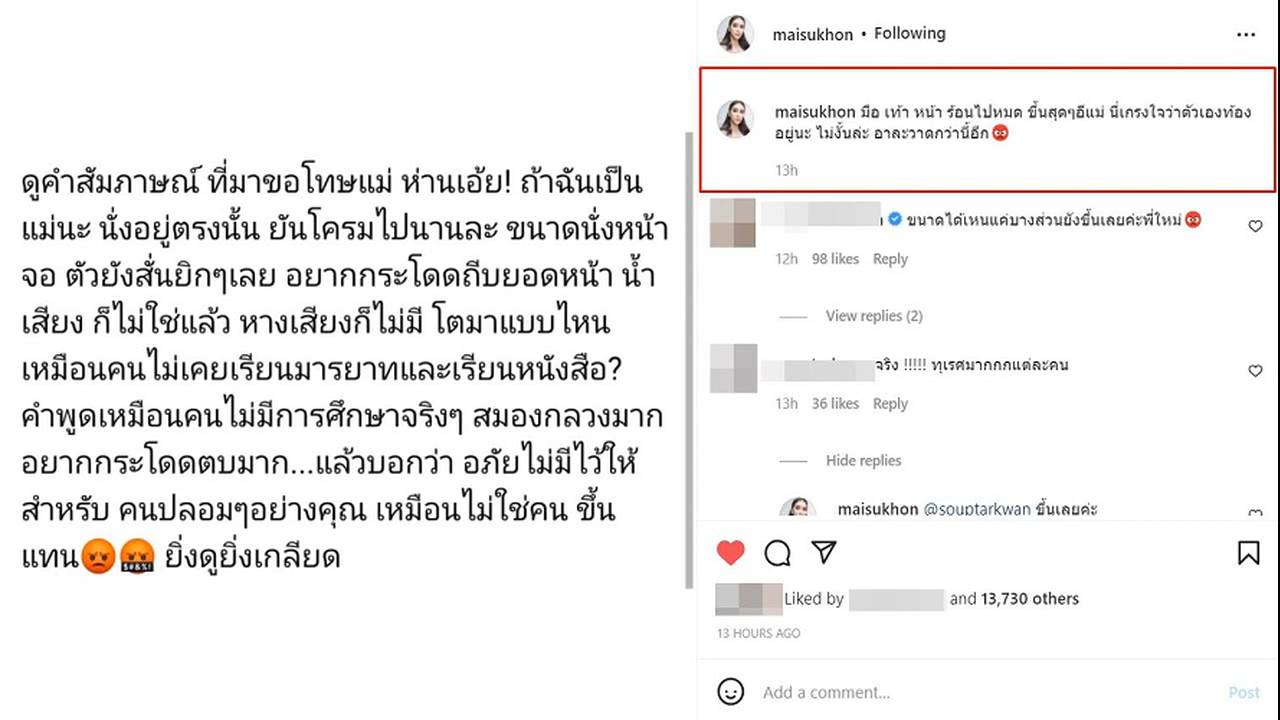 ดูคำสัมภาษณ์ ที่มาขอโทษแม่ ห่านเอ้ย! ถ้าฉันเป็น
แม่นะ นั่งอยู่ตรงนั้น ยันโครมไปนานละ ขนาดนั่งหน้า
จอ ตัวยังสั่นยิกๆเลย อยากกระโดดถีบยอดหน้า น้ำ
เสียง ก็ไม่ใช่แล้ว หางเสียงก็ไม่มี โตมาแบบไหน
เหมือนคนไม่เคยเรียนมารยาทและเรียนหนังสือ?
คำพูดเหมือนคนไม่มีการศึกษาจริงๆ สมองกลวงมาก
อยากกระโดดตบมาก...แล้วบอกว่า อภัยไม่มีไว้ให้
สำหรับ คนปลอมๆอย่างคุณ เหมือนไม่ใช่คน ขึ้น
แทน😡🤬 ยิ่งดูยิ่งเกลียด
maisukhon • Following
maisukhon มือ เท้า หน้า ร้อนไปหมด ขึ้นสุดๆอีแม่ นี่เกรงใจว่าตัวเองท้อง
อยู่นะ ไม่งั้นล่ะ อาละวาดกว่านี้อีก😡
13h
ขนาดได้เหนแค่บางส่วนยังขึ้นเลยค่ะพี่ใหม่😡
12h 98 likes Reply
View replies (2)
จริง !!!!! ทุเรศมากกกแต่ละคน
13h 36 likes Reply
Hide replies
maisukhon @souptarkwan ขึ้นเลยค่ะ
Liked by and 13,730 others
13 HOURS AGO
Add a comment... Post